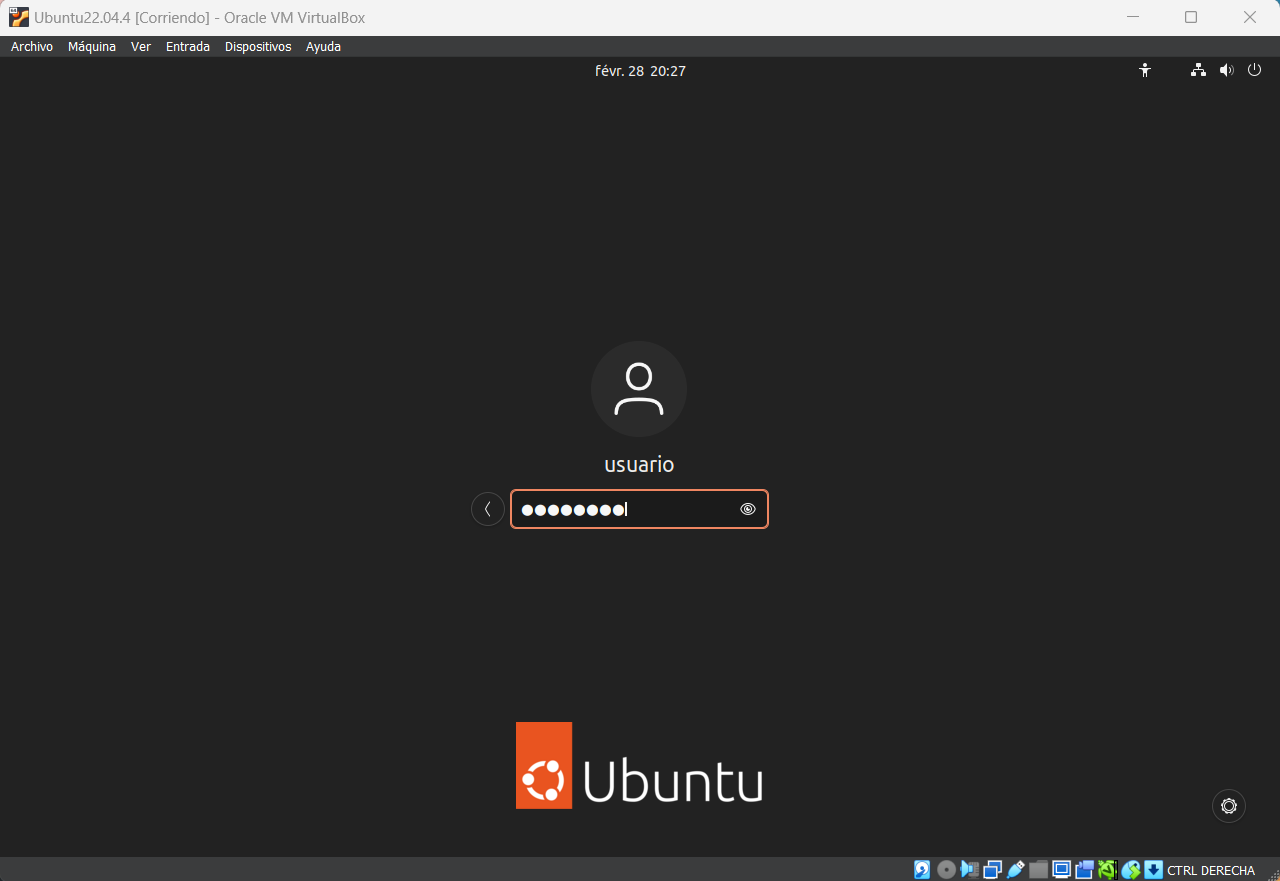 Ubuntu22.04.4 [Corriendo] - Oracle VM VirtualBox
Archivo Máquina Ver Entrada Dispositivos Ayuda
févr. 28 20:27
usuario
Ubuntu
CTRL DERECHA